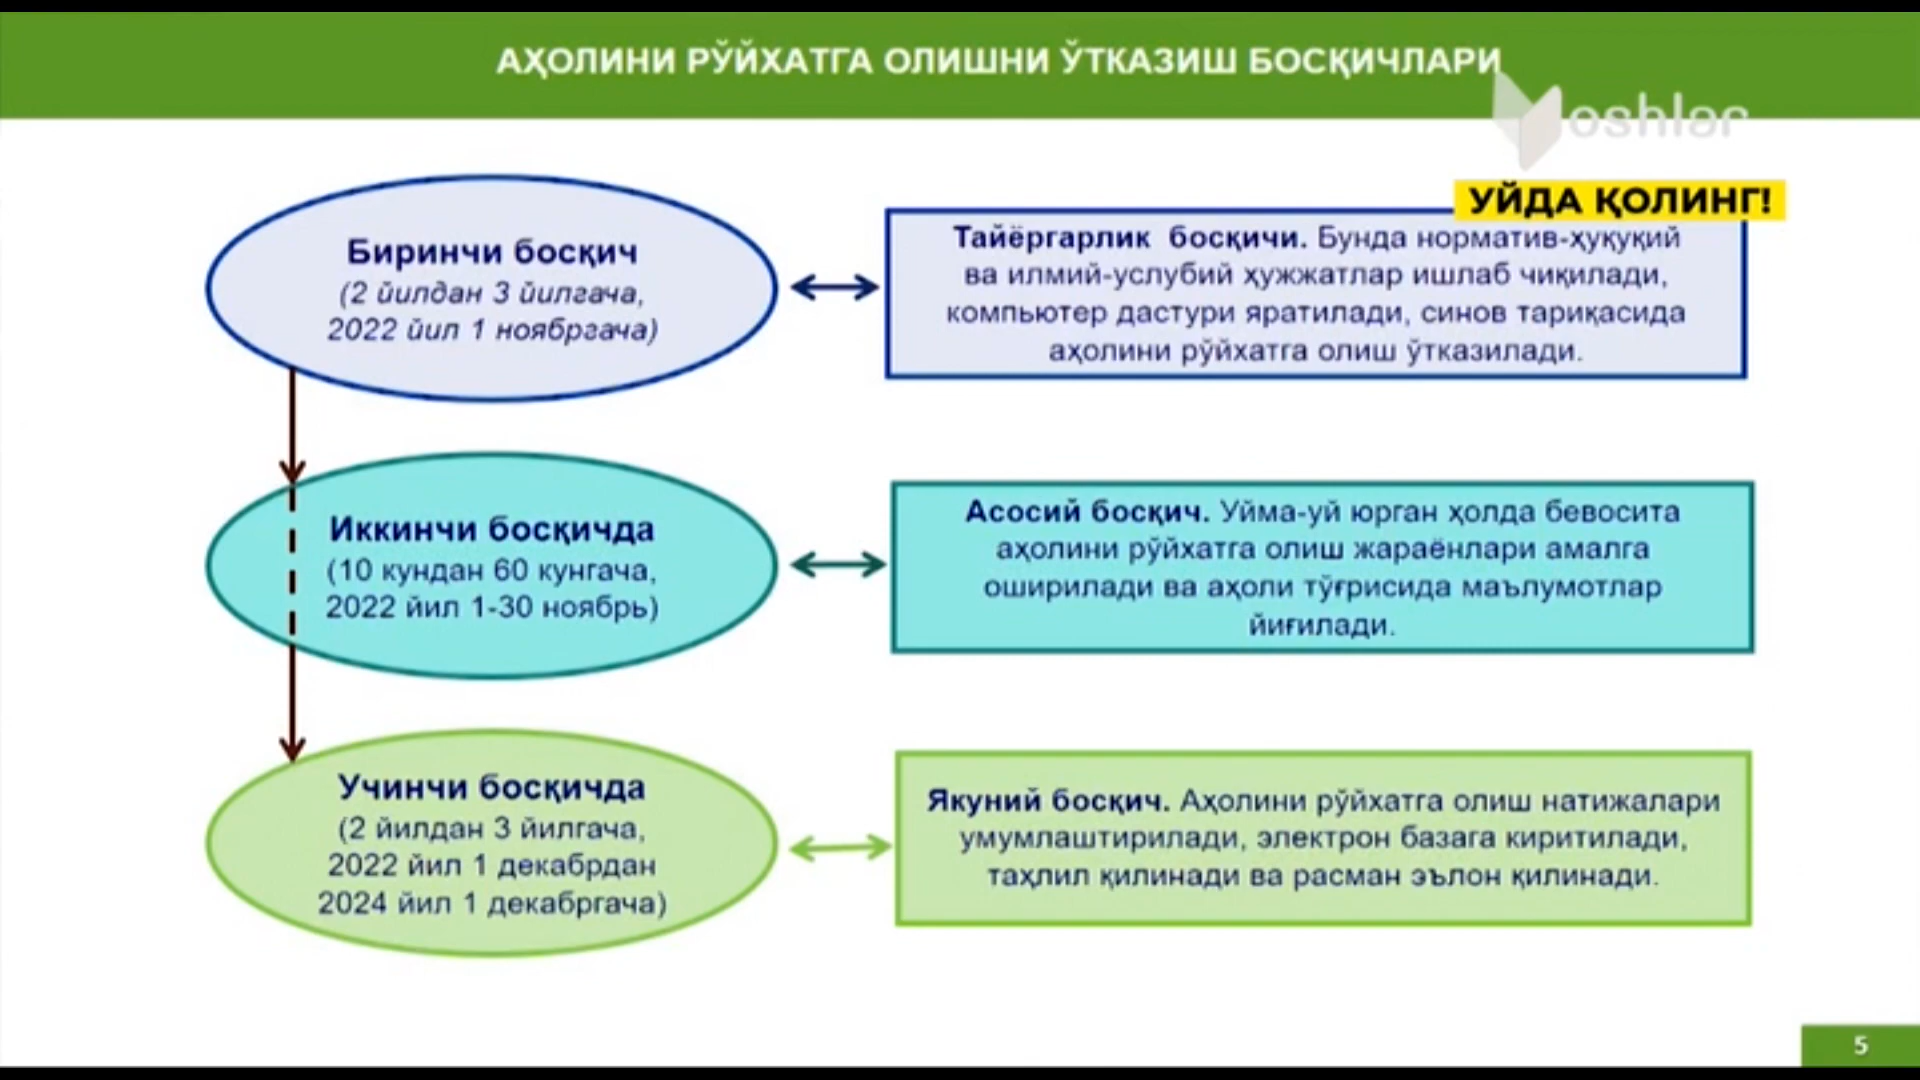 АҲОЛИНИ РЎЙХАТГА ОЛИШНИ ЎТКАЗИШ БОСҚИЧЛАРИ
oshlar
УЙДА ҚОЛИНГ!
Биринчи босқич
(2 йилдан 3 йилгача,
2022 йил 1 ноябргача)
Тайёргарлик босқичи. Бунда норматив-ҳуқуқий
ва илмий-услубий ҳужжатлар ишлаб чиқилади,
компьютер дастури яратилади, синов тариқасида
аҳолини рўйхатга олиш ўтказилади.
Иккинчи босқичда
(10 кундан 60 кунгача,
2022 йил 1-30 ноябрь)
Асосий босқич. Уйма-уй юрган ҳолда бевосита
аҳолини рўйхатга олиш жараёнлари амалга
оширилади ва аҳоли тўғрисида маълумотлар
йиғилади.
Учинчи босқичда
(2 йилдан 3 йилгача,
2022 йил 1 декабрдан
2024 йил 1 декабргача)
Якуний босқич. Аҳолини рўйхатга олиш натижалари
умумлаштирилади, электрон базага киритилади,
таҳлил қилинади ва расман эълон қилинади.
5